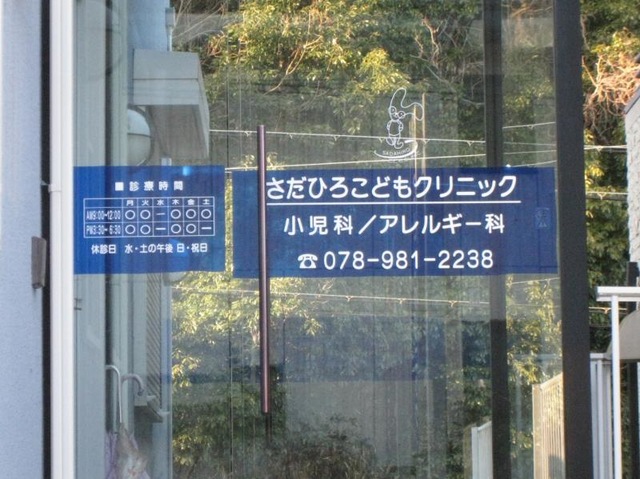 ■ 診療時間
月 火 水 木 金 土
AM9:00~12:00 〇 〇 ー 〇 〇 〇
PM3:30~6:30 〇 〇 ー 〇 〇 ー
休診日 水・土の午後 日・祝日
SADAHIRO
さだひろこどもクリニック
小児科/アレルギー科
☎078-981-2238